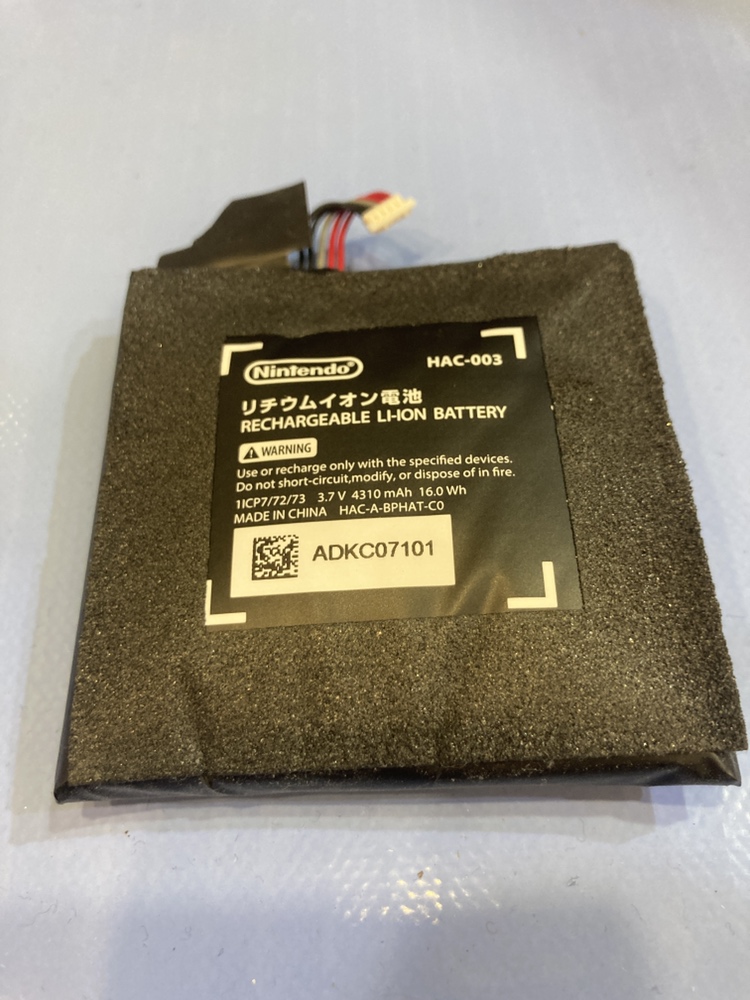 Nintendo® HAC-003
リチウムイオン電池
RECHARGEABLE LI-ION BATTERY
WARNING
Use or recharge only with the specified devices.
Do not short-circuit,modify, or dispose of in fire.
1ICP7/72/73 3.7 V 4310 mAh 16.0 Wh
MADE IN CHINA HAC-A-BPHAT-C0
ADKC07101